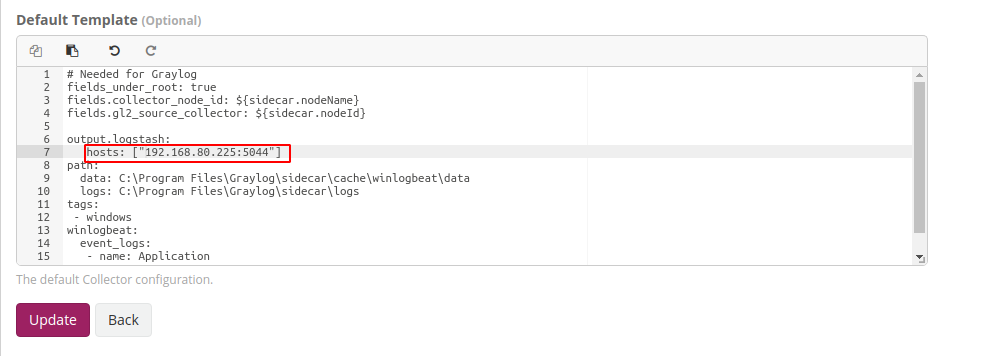 Default Template (Optional)
1 # Needed for Graylog
2 fields_under_root: true
3 fields.collector_node_id: ${sidecar.nodeName}
4 fields.gl2_source_collector: ${sidecar.nodeId}
5
6 output.logstash:
7    hosts: ["192.168.80.225:5044"]
8 path:
9   data: C:\Program Files\Graylog\sidecar\cache\winlogbeat\data
10   logs: C:\Program Files\Graylog\sidecar\logs
11 tags:
12  - windows
13 winlogbeat:
14   event_logs:
15    - name: Application
The default Collector configuration.
Update Back